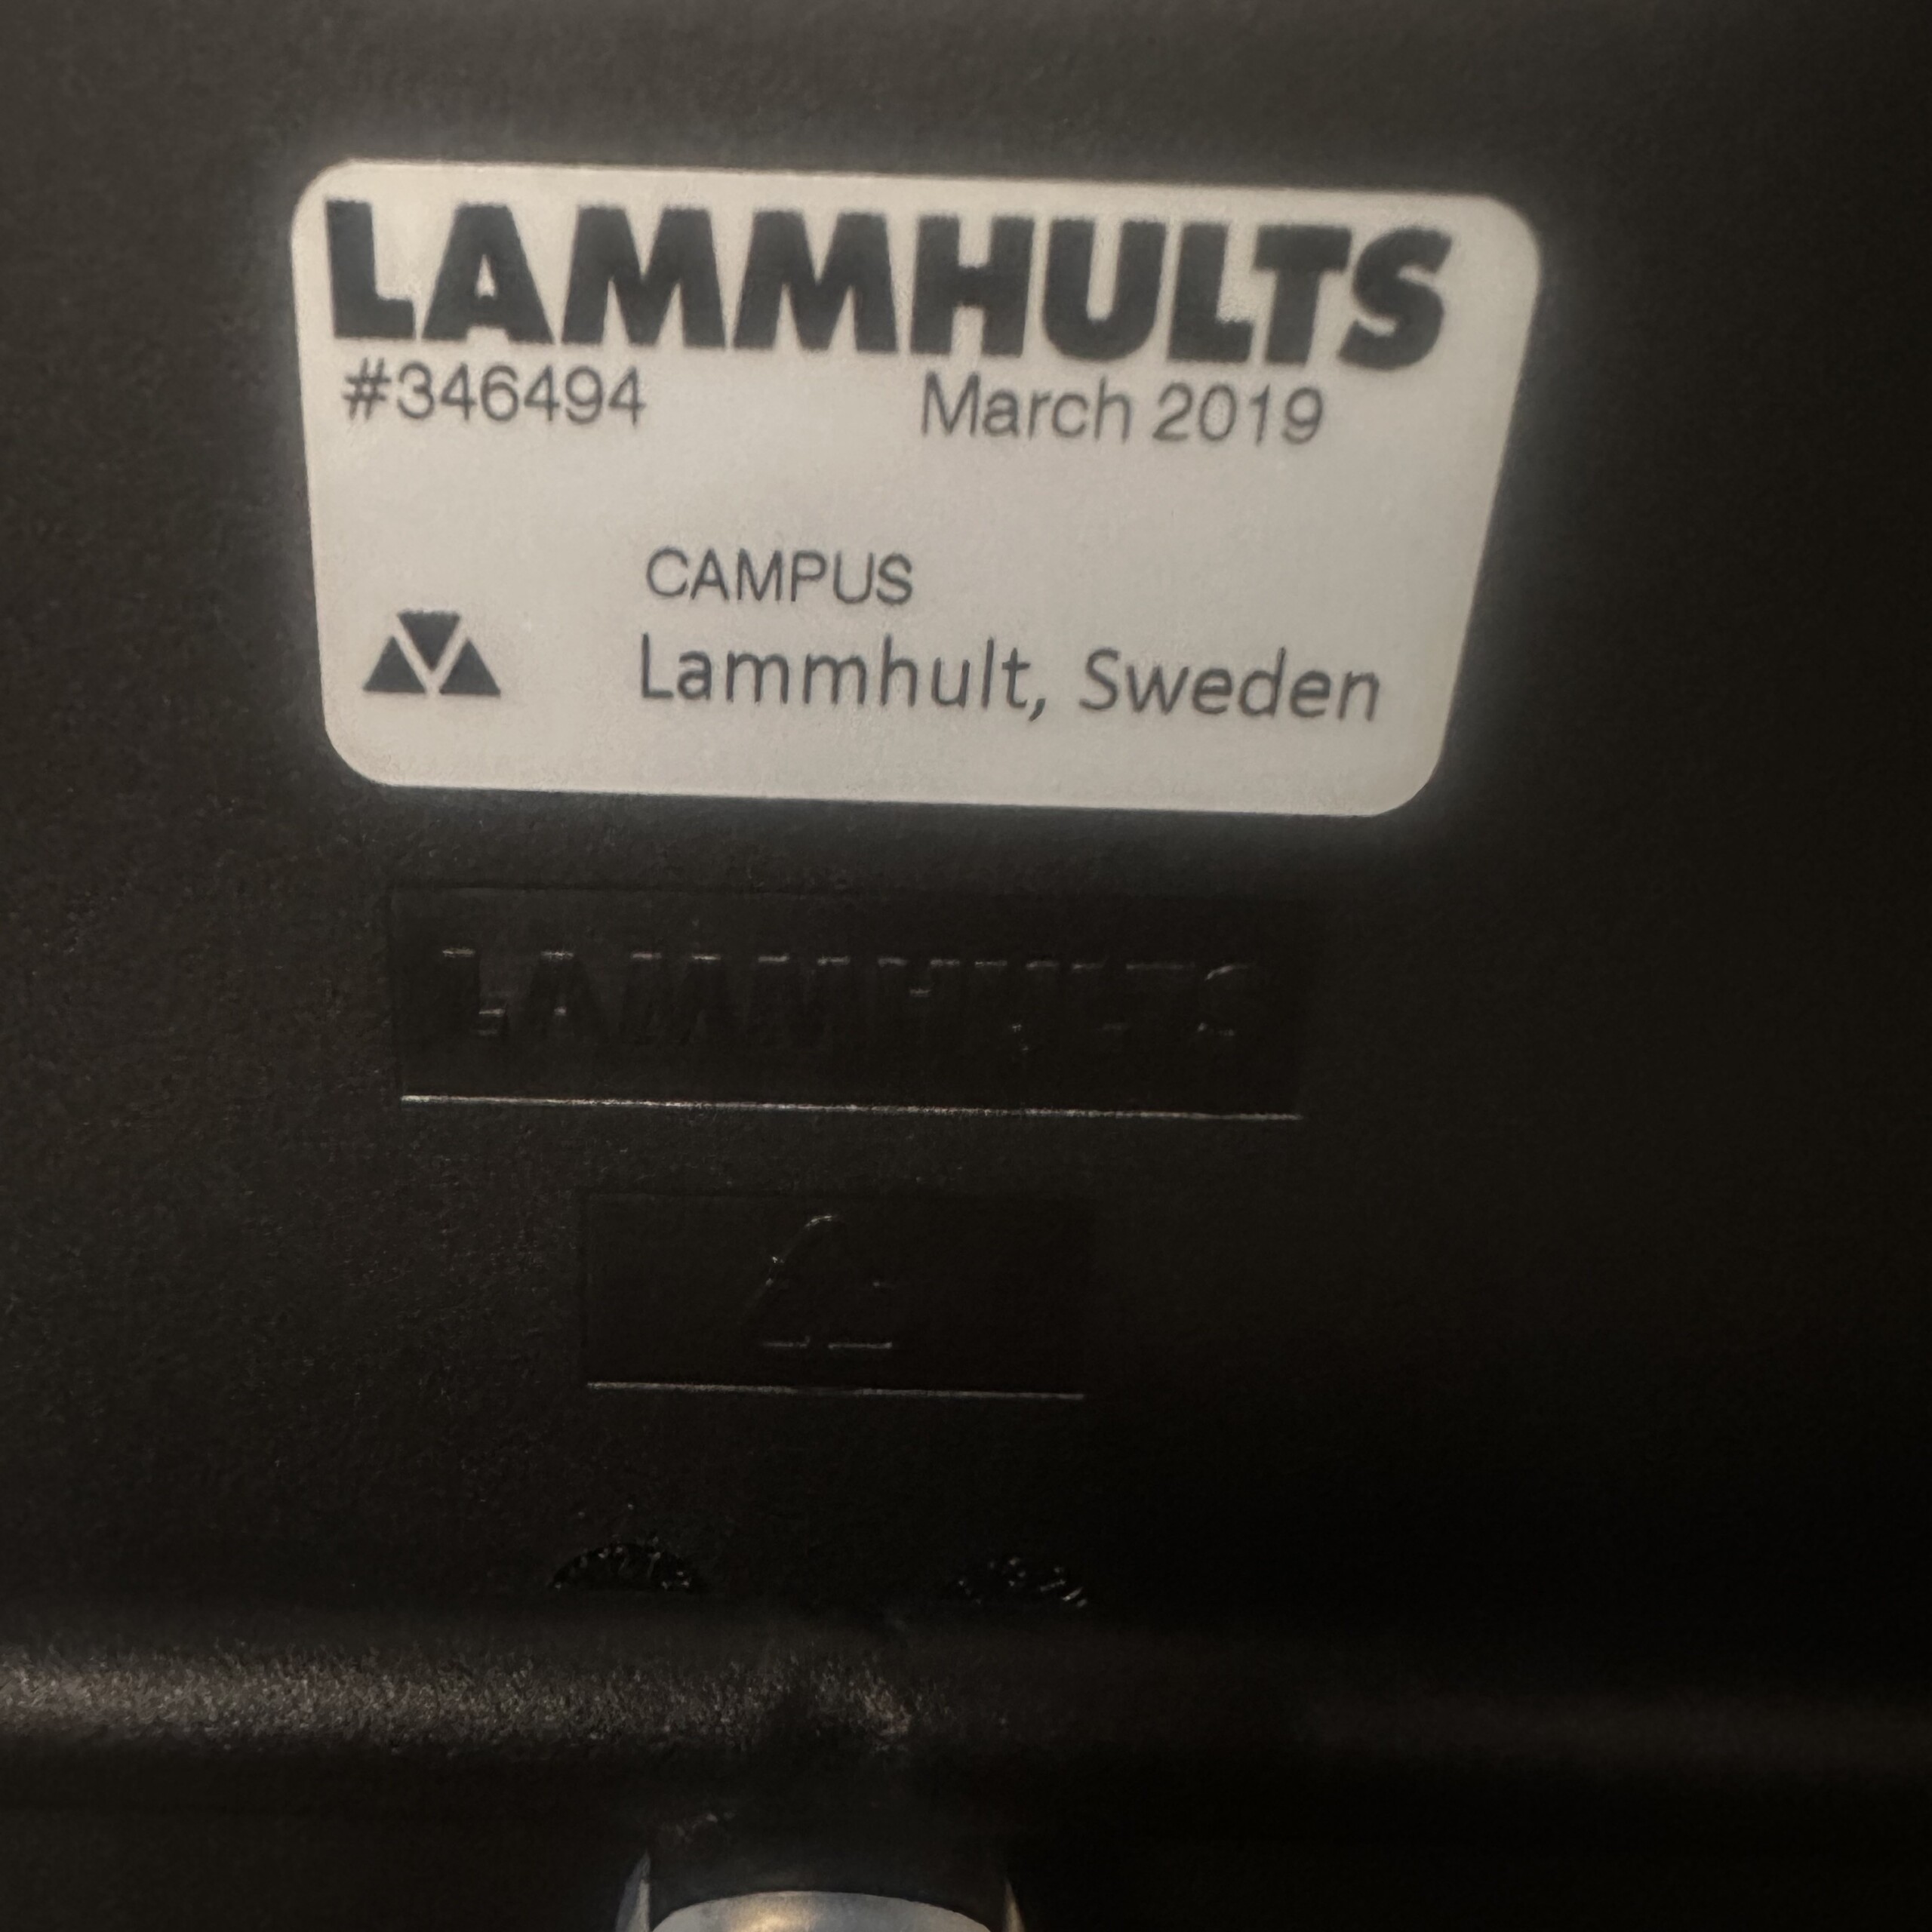 LAMMHULTS
#346494 March 2019
CAMPUS
Lammhult, Sweden
LAMMHULTS